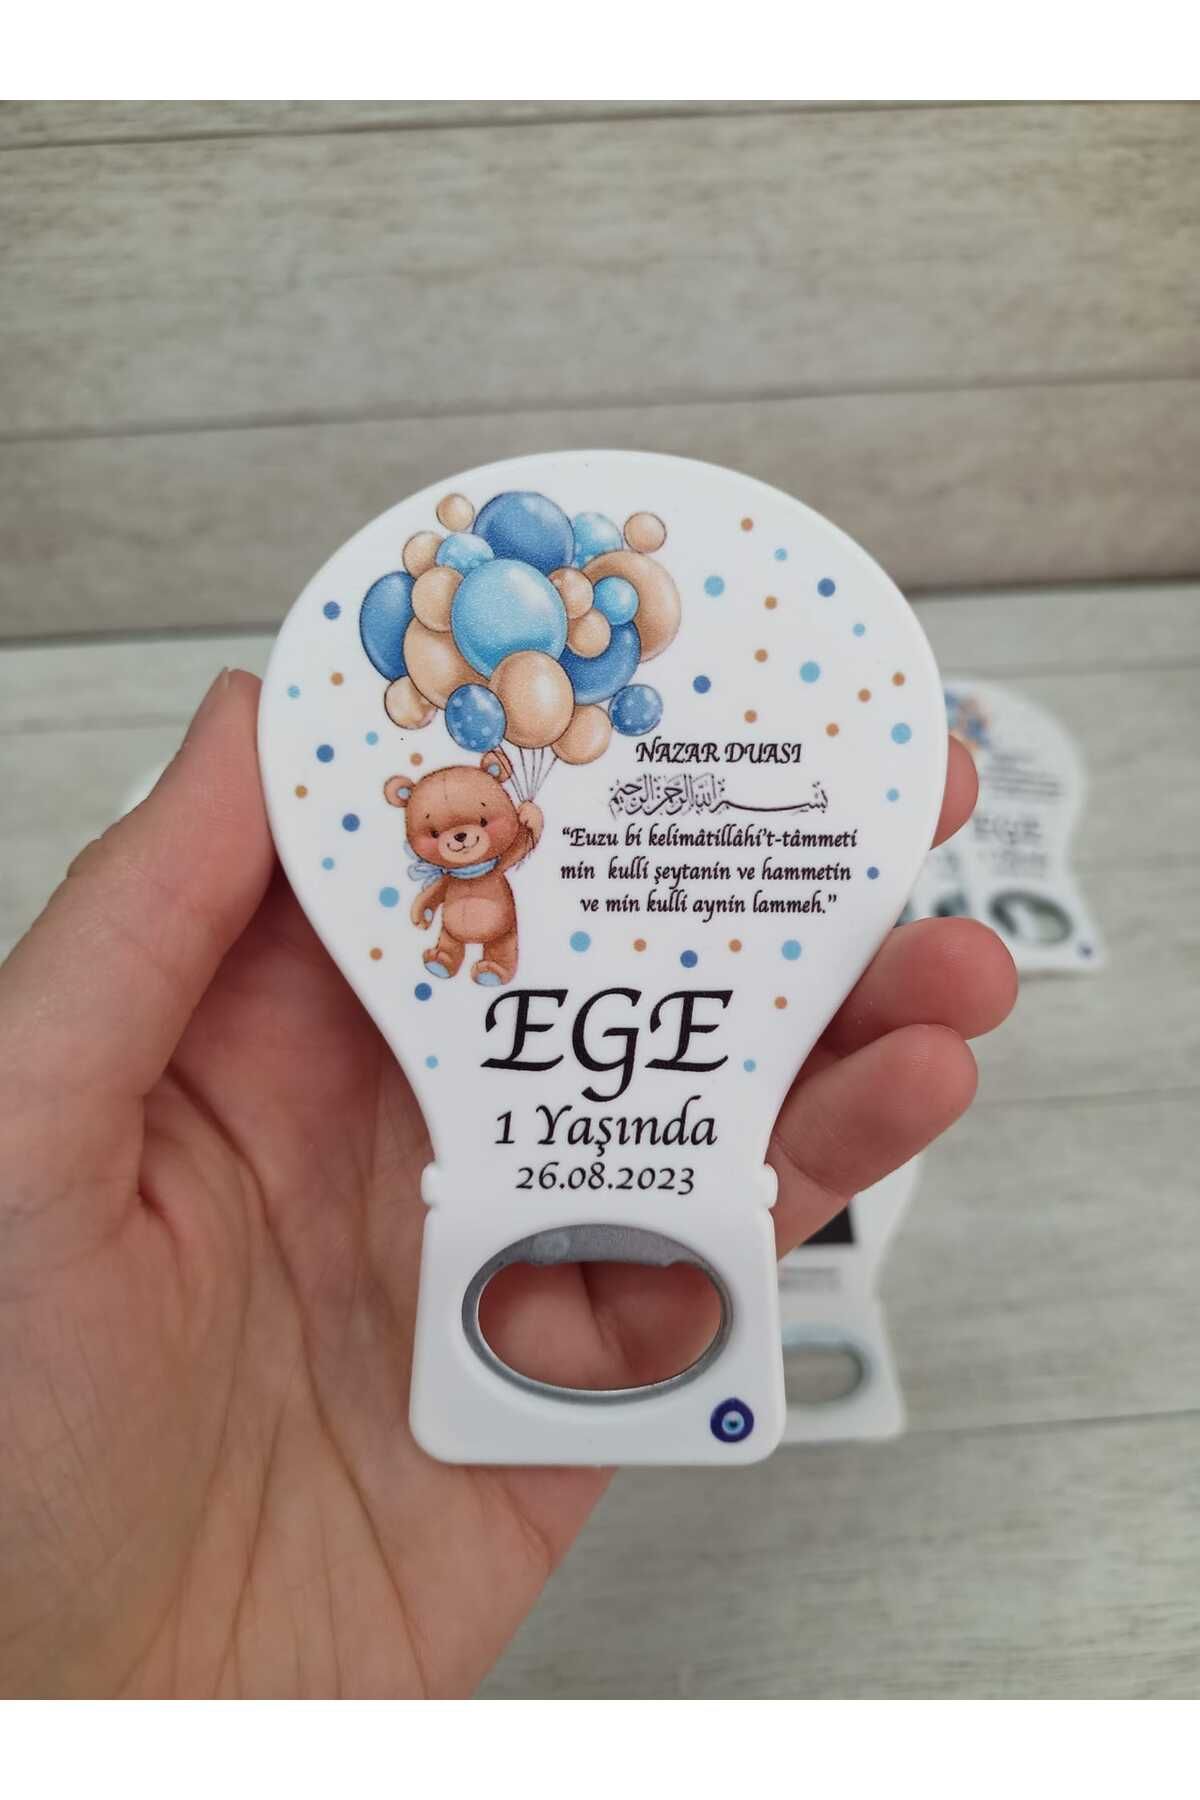 NAZAR DUASI
بسم الله الرحمن الرحيم
“Euzu bi kelimâtillâhi't-tâmmeti
min kulli şeytanin ve hammetin
ve min kulli aynin lammeh.”
EGE
1 Yaşında
26.08.2023
EGE